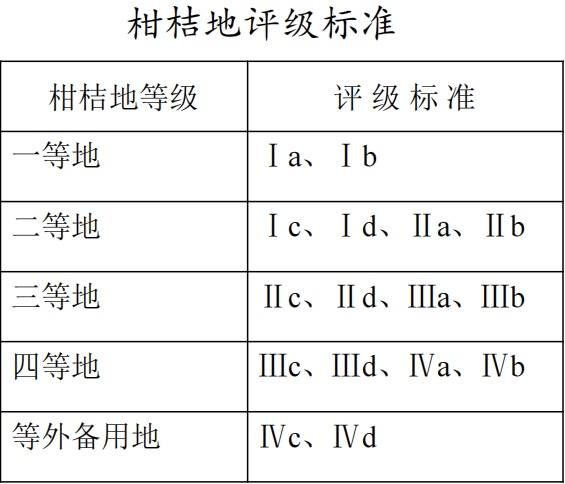 柑桔地评级标准
柑桔地等级 评级标准
一等地 Ⅰa、Ⅰb
二等地 Ⅰc、Ⅰd、Ⅱa、Ⅱb
三等地 Ⅱc、Ⅱd、Ⅲa、Ⅲb
四等地 Ⅲc、Ⅲd、Ⅳa、Ⅳb
等外备用地 Ⅳc、Ⅳd